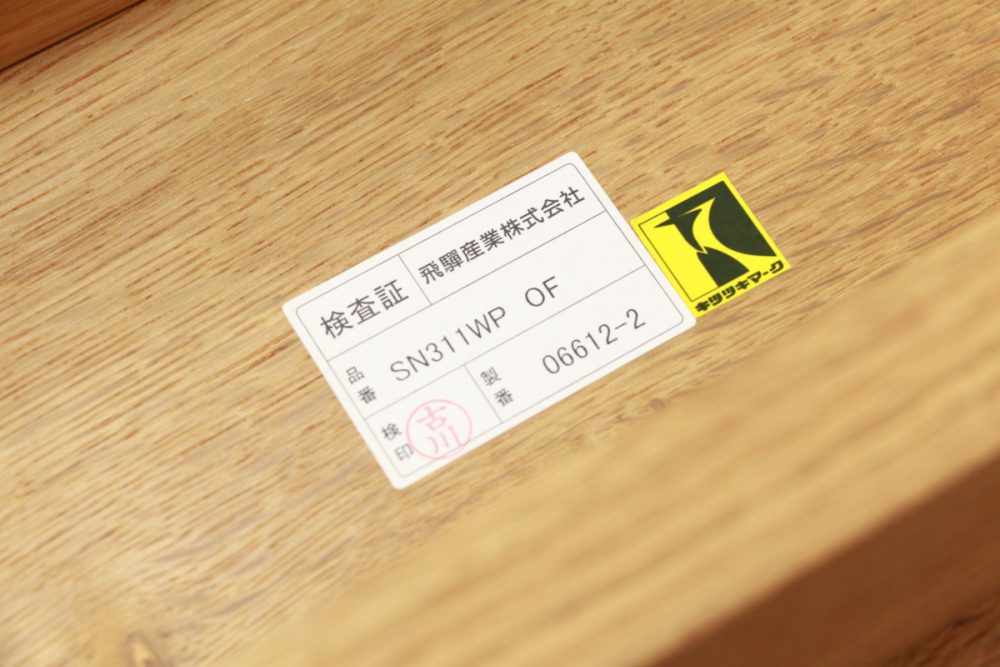 検査証 飛驒産業株式会社
品番 SN311WP OF
検印 古川 製番 06612-2
キツツキマーク